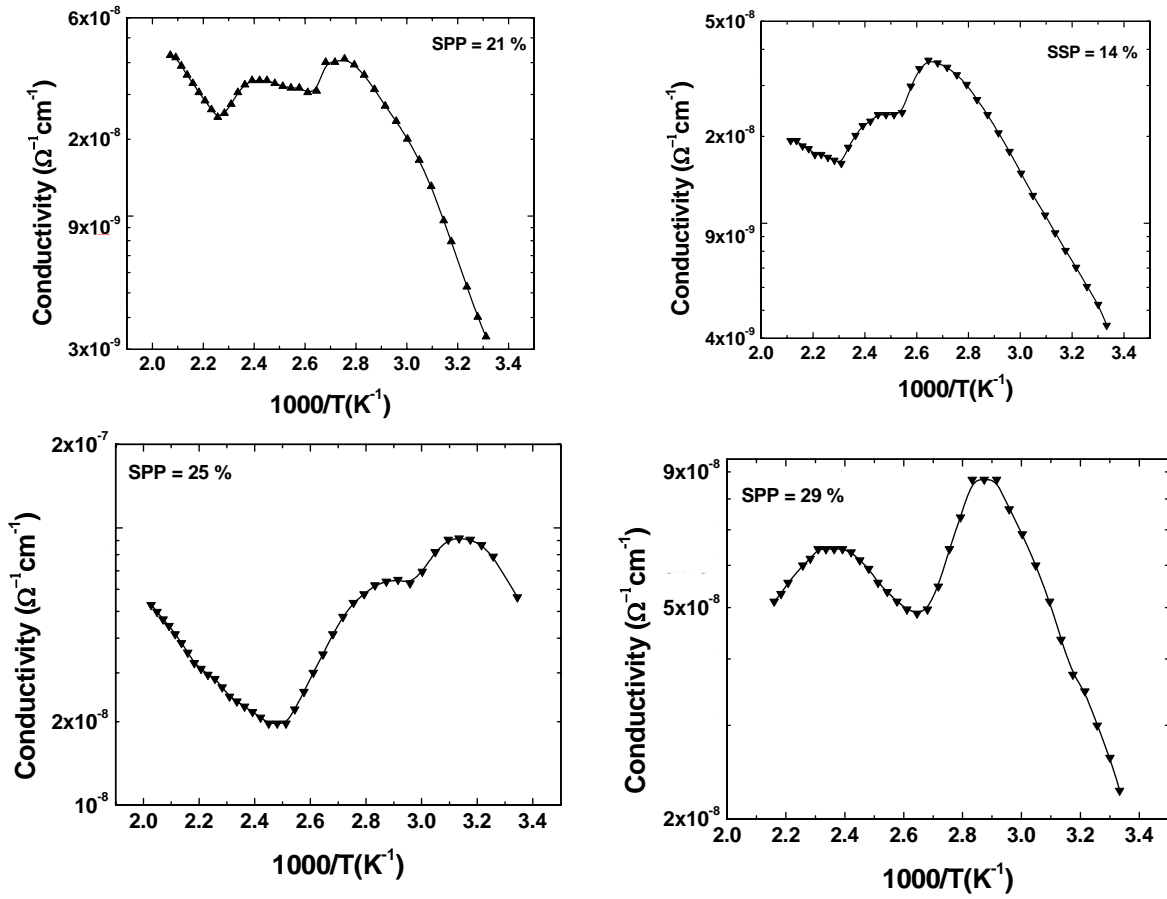 6x10⁻⁸
2x10⁻⁸
9x10⁻⁹
3x10⁻⁹
Conductivity (Ω⁻¹cm⁻¹)
SPP = 21 %
2.0 2.2 2.4 2.6 2.8 3.0 3.2 3.4
1000/T(K⁻¹)
5x10⁻⁸
2x10⁻⁸
9x10⁻⁹
4x10⁻⁹
Conductivity (Ω⁻¹cm⁻¹)
SSP = 14 %
2.0 2.2 2.4 2.6 2.8 3.0 3.2 3.4
1000/T(K⁻¹)
2x10⁻⁷
2x10⁻⁸
10⁻⁸
Conductivity (Ω⁻¹cm⁻¹)
SPP = 25 %
2.0 2.2 2.4 2.6 2.8 3.0 3.2 3.4
1000/T(K⁻¹)
9x10⁻⁸
5x10⁻⁸
2x10⁻⁸
Conductivity (Ω⁻¹cm⁻¹)
SPP = 29 %
2.0 2.2 2.4 2.6 2.8 3.0 3.2 3.4
1000/T(K⁻¹)